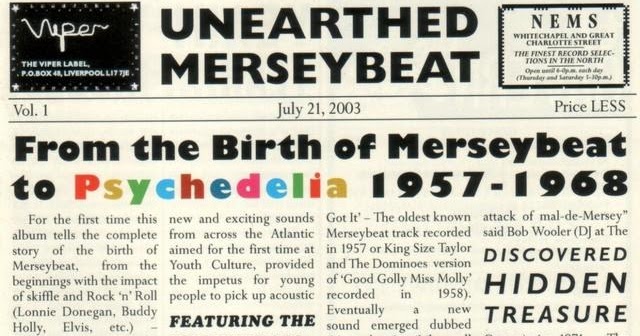 Viper
THE VIPER LABEL,
P.O.BOX 48, LIVERPOOL L17 7JE
UNEARTHED
MERSEYBEAT
NEMS
WHITECHAPEL AND GREAT
CHARLOTTE STREET
THE FINEST RECORD SELEC-
TIONS IN THE NORTH
Open until 6-0p.m. each day
(Thursday and Saturday 5-30p.m.)
Vol. 1
July 21, 2003
Price LESS
From the Birth of Merseybeat
to Psychedelia 1957-1968
For the first time this
album tells the complete
story of the birth of
Merseybeat, from the
beginnings with the impact
of skiffle and Rock 'n' Roll
(Lonnie Donegan, Buddy
Holly, Elvis, etc.) –
new and exciting sounds
from across the Atlantic
aimed for the first time at
Youth Culture, provided
the impetus for young
people to pick up acoustic
FEATURING THE
Got It' – The oldest known
Merseybeat track recorded
in 1957 or King Size Taylor
and The Dominoes version
of 'Good Golly Miss Molly'
recorded in 1958).
Eventually a new
sound emerged dubbed
attack of mal-de-Mersey"
said Bob Wooler (DJ at The
DISCOVERED
HIDDEN
TREASURE